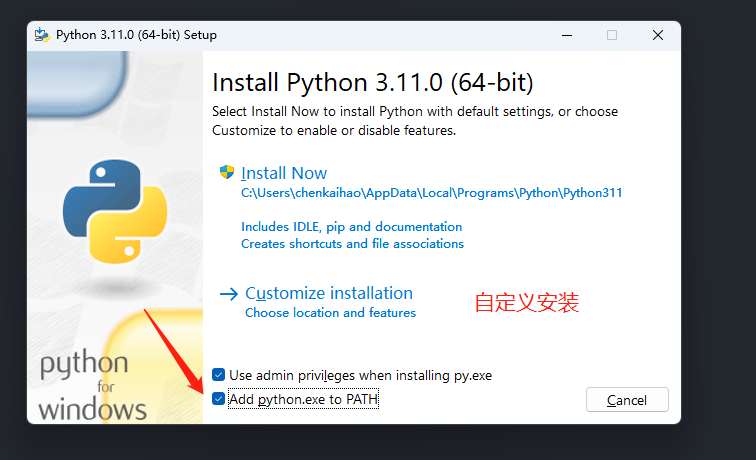 Python 3.11.0 (64-bit) Setup
Install Python 3.11.0 (64-bit)
Select Install Now to install Python with default settings, or choose
Customize to enable or disable features.
Install Now
C:\Users\chenkaihao\AppData\Local\Programs\Python\Python311
Includes IDLE, pip and documentation
Creates shortcuts and file associations
Customize installation
自定义安装
Choose location and features
python
for
windows
Use admin privileges when installing py.exe
Add python.exe to PATH
Cancel